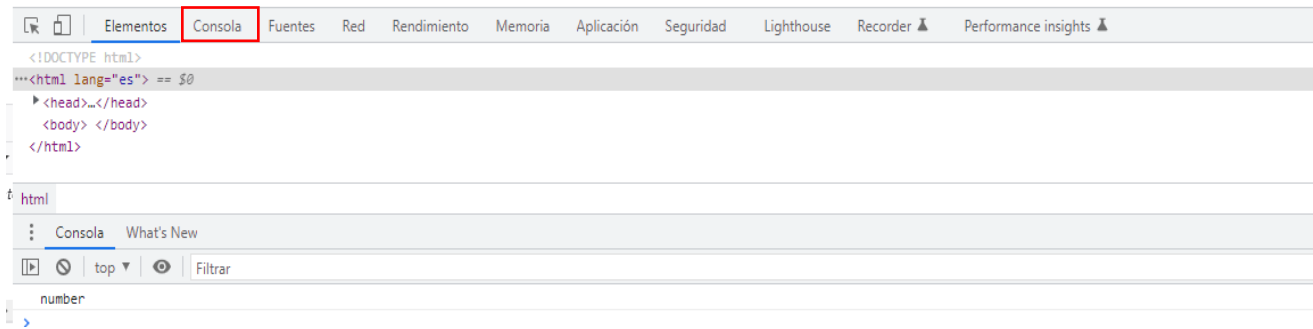 Elementos Consola Fuentes Red Rendimiento Memoria Aplicación Seguridad Lighthouse Recorder Performance insights
<!DOCTYPE html>
···<html lang="es"> == $0
<head>…</head>
<body> </body>
</html>
html
Consola What's New
top Filtrar
number